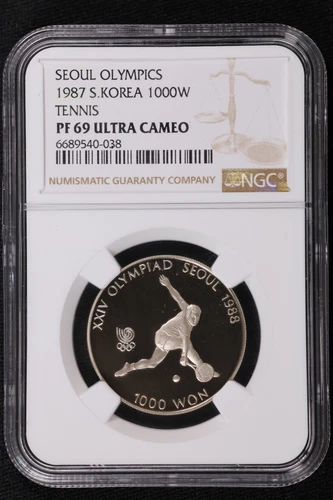 SEOUL OLYMPICS
1987 S.KOREA 1000W
TENNIS
PF 69 ULTRA CAMEO
6689540-038
NUMISMATIC GUARANTY COMPANY
NGC
XXIV OLYMPIAD SEOUL 1988
1000 WON